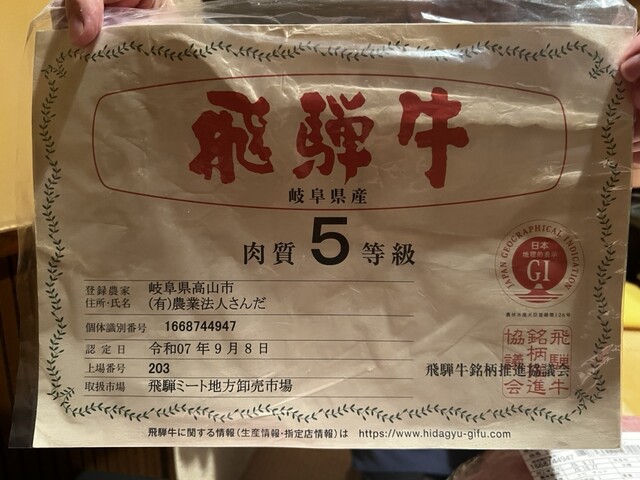 飛騨牛
岐阜県産
肉質 5 等級
JAPAN GEOGRAPHICAL INDICATION
日本
地理的表示
GI
登録農家 岐阜県高山市
住所・氏名 (有)農業法人さんだ
個体識別番号 1668744947
認定日 令和07年9月8日
上場番号 203
取扱市場 飛騨ミート地方卸売市場
飛騨牛銘柄推進協議会
飛騨牛
銘柄推進
協議会
飛騨牛に関する情報(生産情報・指定店情報)は https://www.hidagyu-gifu.com